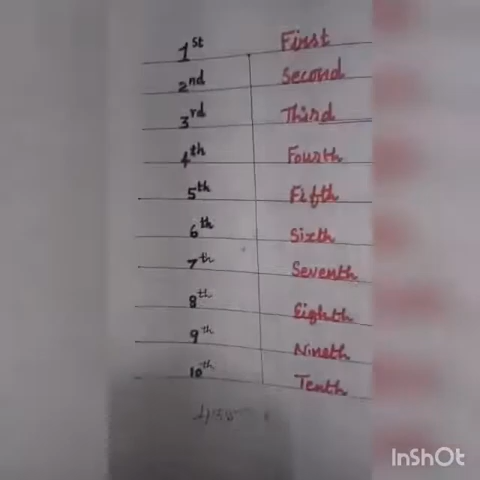 1st First
2nd Second
3rd Third
4th Fourth
5th Fifth
6th Sixth
7th Seventh
8th Eighth
9th Nineth
10th Tenth
InShOt